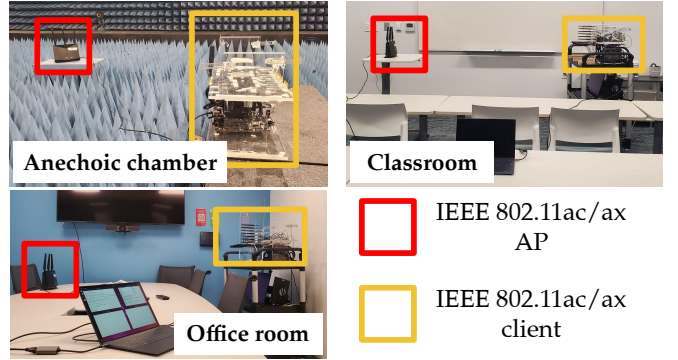 Anechoic chamber
Classroom
Office room
IEEE 802.11ac/ax
AP
IEEE 802.11ac/ax
client